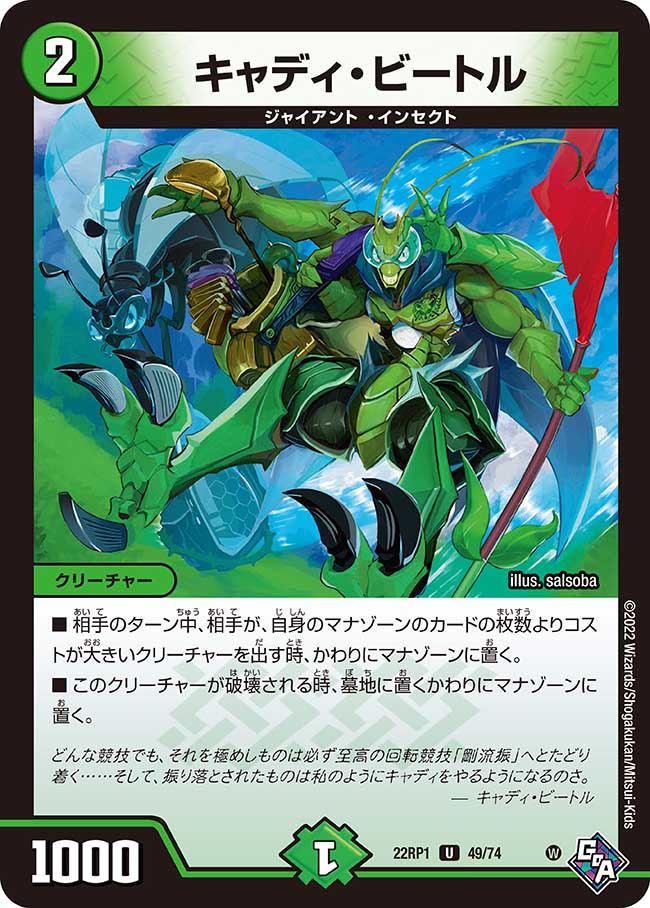 2
キャディ・ビートル
ジャイアント・インセクト
クリーチャー
illus. salsoba
■ 相手のターン中、相手が、自身のマナゾーンのカードの枚数よりコス
トが大きいクリーチャーを出す時、かわりにマナゾーンに置く。
■ このクリーチャーが破壊される時、墓地に置くかわりにマナゾーンに
置く。
どんな競技でも、それを極めしものは必ず至高の回転競技「剛流振」へとたどり
着く……そして、振り落とされたものは私のようにキャディをやるようになるのさ。
— キャディ・ビートル
©2022 Wizards/Shogakukan/Mitsui-Kids
1000
1
22RP1 U 49/74
W
GoA